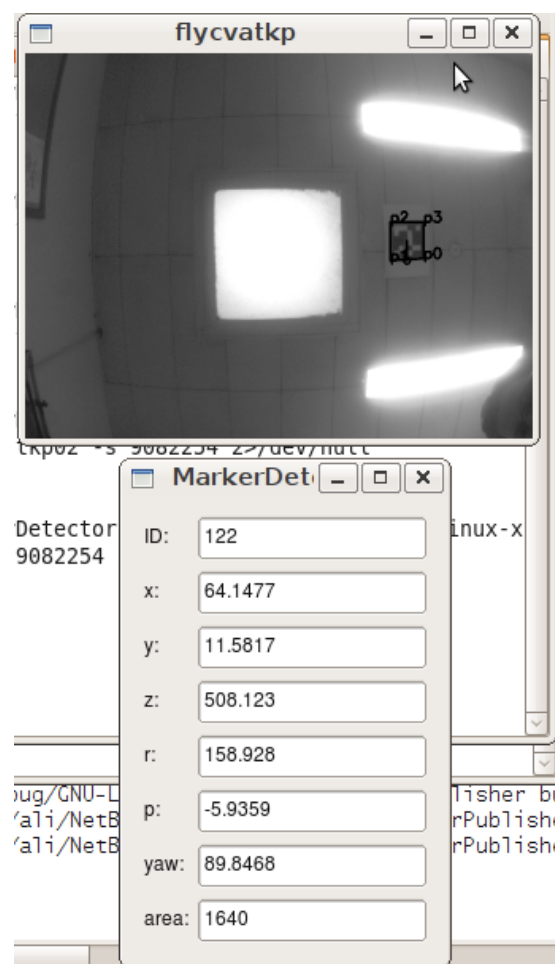 flycvatkp
p2 p3
p0
tkp02 -s 9082254 2>/dev/null
MarkerDet
Detector
inux-x
9082254
ID: 122
x: 64.1477
y: 11.5817
z: 508.123
r: 158.928
p: -5.9359
yaw: 89.8468
area: 1640
bug/GNU-L
lisher bu
/ali/NetB
rPublishe
/ali/NetB
rPublishe